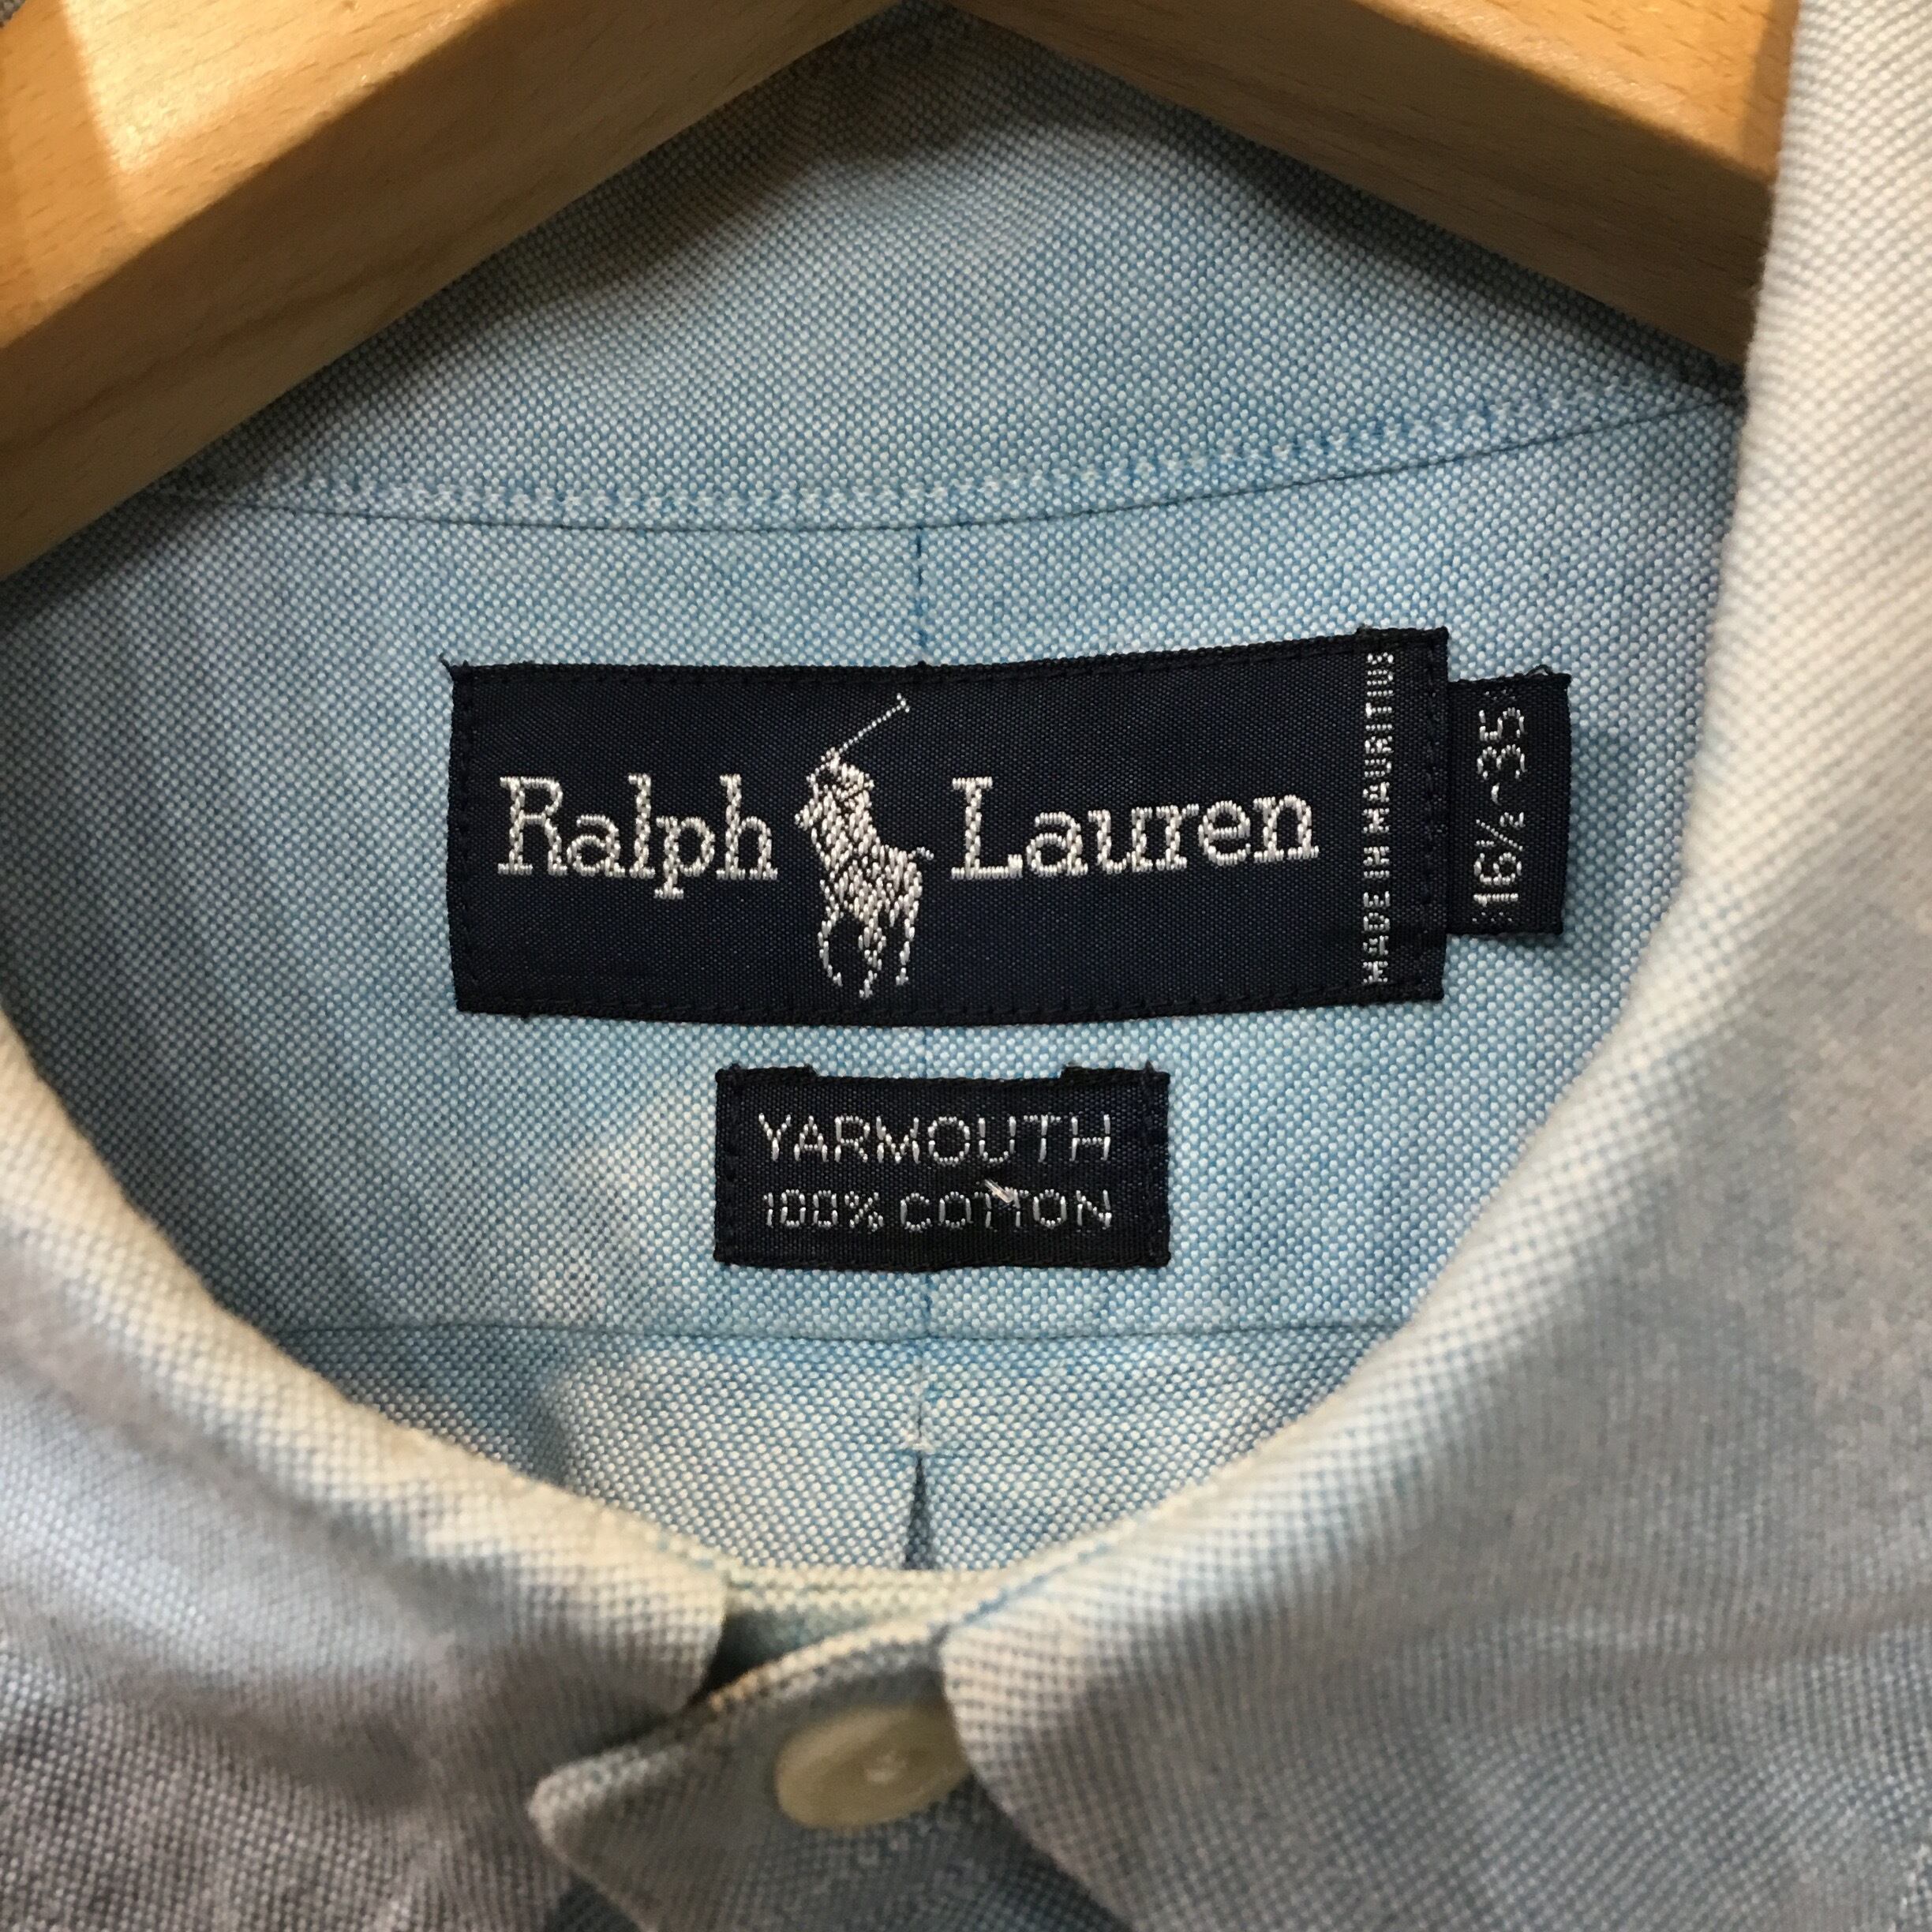 Ralph Lauren
MADE IN MAURITIUS
16½-35
YARMOUTH
100% COTTON